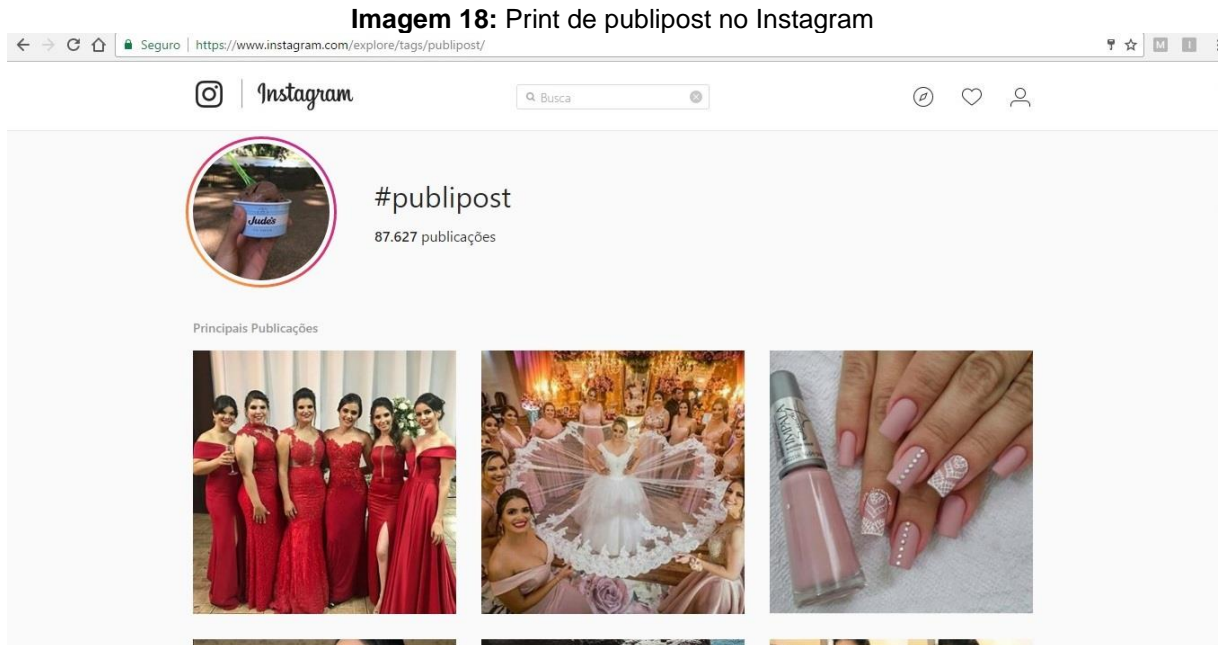 Imagem 18: Print de publipost no Instagram
Seguro | https://www.instagram.com/explore/tags/publipost/
M I
Instagram
Busca
#publipost
87.627 publicações
Jude's
Principais Publicações
IMPALA